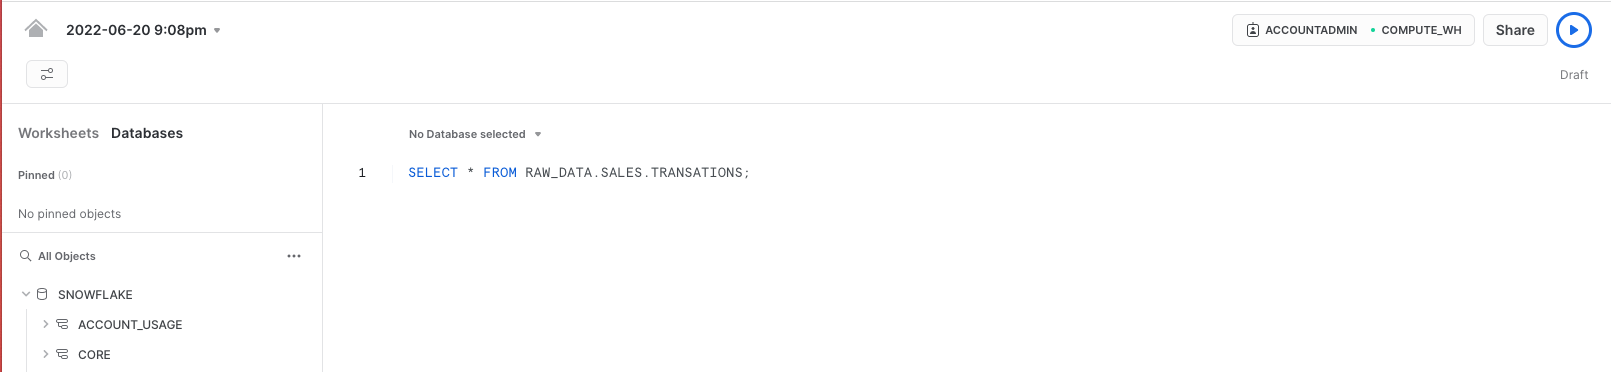 2022-06-20 9:08pm
ACCOUNTADMIN COMPUTE_WH
Share
Draft
Worksheets Databases
No Database selected
Pinned (0)
1 SELECT * FROM RAW_DATA.SALES.TRANSATIONS;
No pinned objects
All Objects
SNOWFLAKE
ACCOUNT_USAGE
CORE